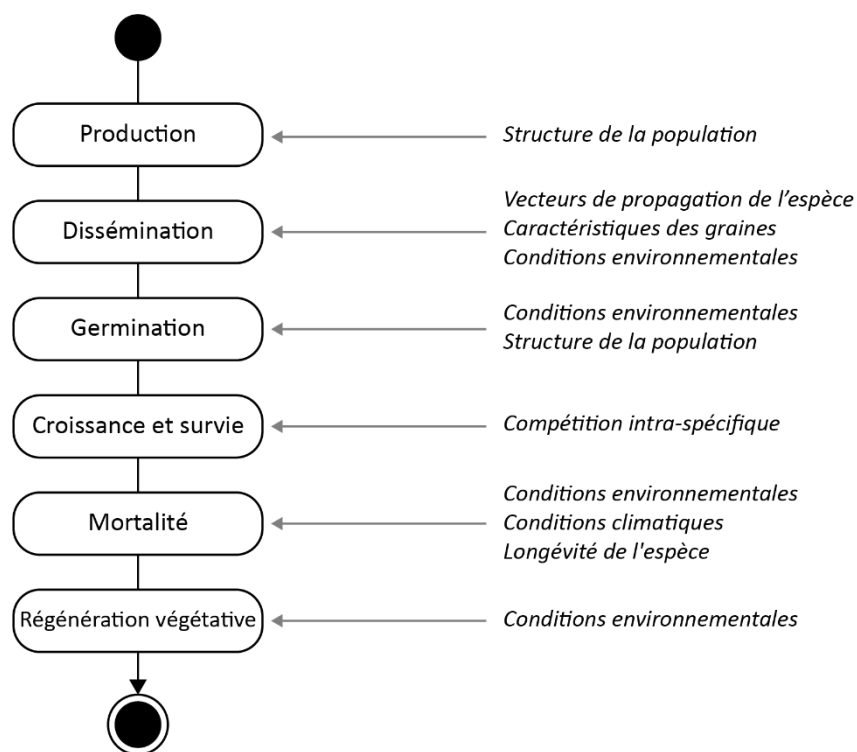 Production
Structure de la population
Vecteurs de propagation de l’espèce
Dissémination
Caractéristiques des graines
Conditions environnementales
Germination
Conditions environnementales
Structure de la population
Croissance et survie
Compétition intra-spécifique
Mortalité
Conditions environnementales
Conditions climatiques
Longévité de l'espèce
Régénération végétative
Conditions environnementales